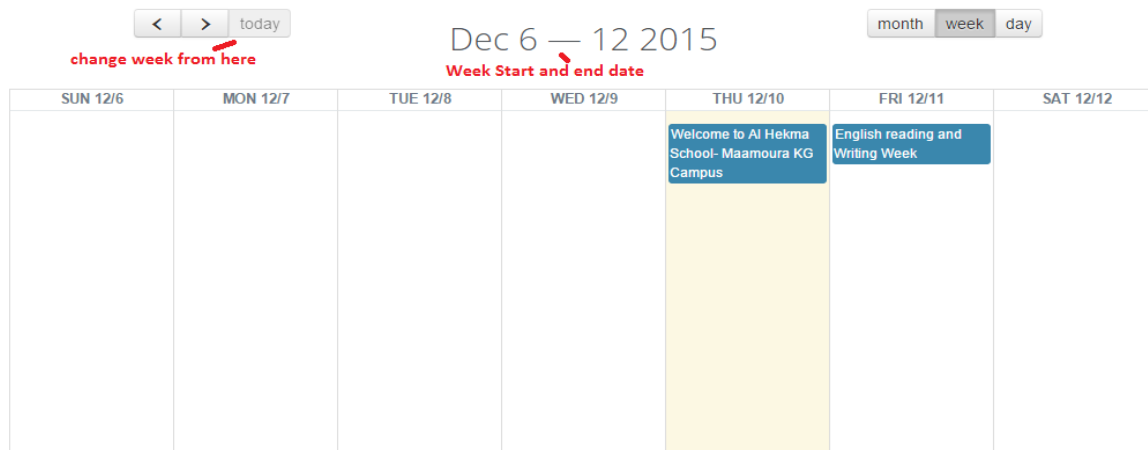 today
change week from here
Dec 6 — 12 2015
Week Start and end date
month week day
SUN 12/6 MON 12/7 TUE 12/8 WED 12/9 THU 12/10 FRI 12/11 SAT 12/12
Welcome to Al Hekma
School- Maamoura KG
Campus
English reading and
Writing Week